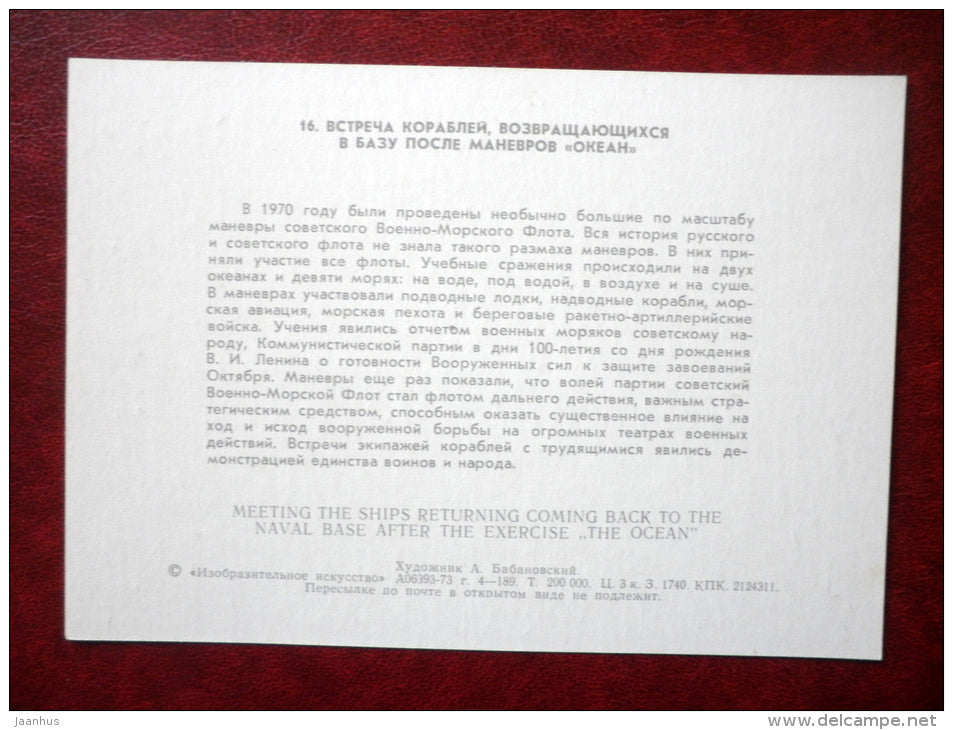 16. ВСТРЕЧА КОРАБЛЕЙ, ВОЗВРАЩАЮЩИХСЯ
В БАЗУ ПОСЛЕ МАНЕВРОВ «ОКЕАН»
В 1970 году были проведены необычно большие по масштабу
маневры советского Военно-Морского Флота. Вся история русского
и советского флота не знала такого размаха маневров. В них при-
няли участие все флоты. Учебные сражения происходили на двух
океанах и девяти морях: на воде, под водой, в воздухе и на суше.
В маневрах участвовали подводные лодки, надводные корабли, мор-
ская авиация, морская пехота и береговые ракетно-артиллерийские
войска. Учения явились отчетом военных моряков советскому на-
роду, Коммунистической партии в дни 100-летия со дня рождения
В. И. Ленина о готовности Вооруженных сил к защите завоеваний
Октября. Маневры еще раз показали, что волей партии советский
Военно-Морской Флот стал флотом дальнего действия, важным стра-
тегическим средством, способным оказать существенное влияние на
ход и исход вооруженной борьбы на огромных театрах военных
действий. Встречи экипажей кораблей с трудящимися явились де-
монстрацией единства воинов и народа.
MEETING THE SHIPS RETURNING COMING BACK TO THE
NAVAL BASE AFTER THE EXERCISE „THE OCEAN"
Художник А. Бабановский.
© «Изобразительное искусство» А06393-73 г. 4—189. Т. 200 000. Ц. 3 к. З. 1740. КПК. 2124311.
Пересылке по почте в открытом виде не подлежит.
jaanhus
delcampe.net